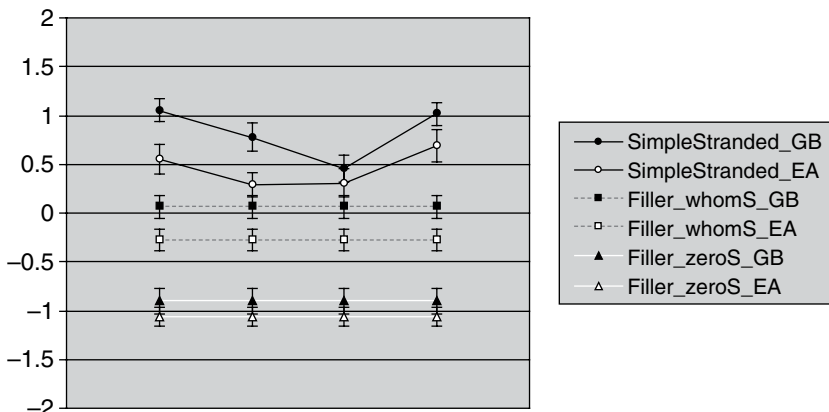 2
1.5
1
0.5
0
–0.5
–1
–1.5
–2
SimpleStranded_GB
SimpleStranded_EA
Filler_whomS_GB
Filler_whomS_EA
Filler_zeroS_GB
Filler_zeroS_EA